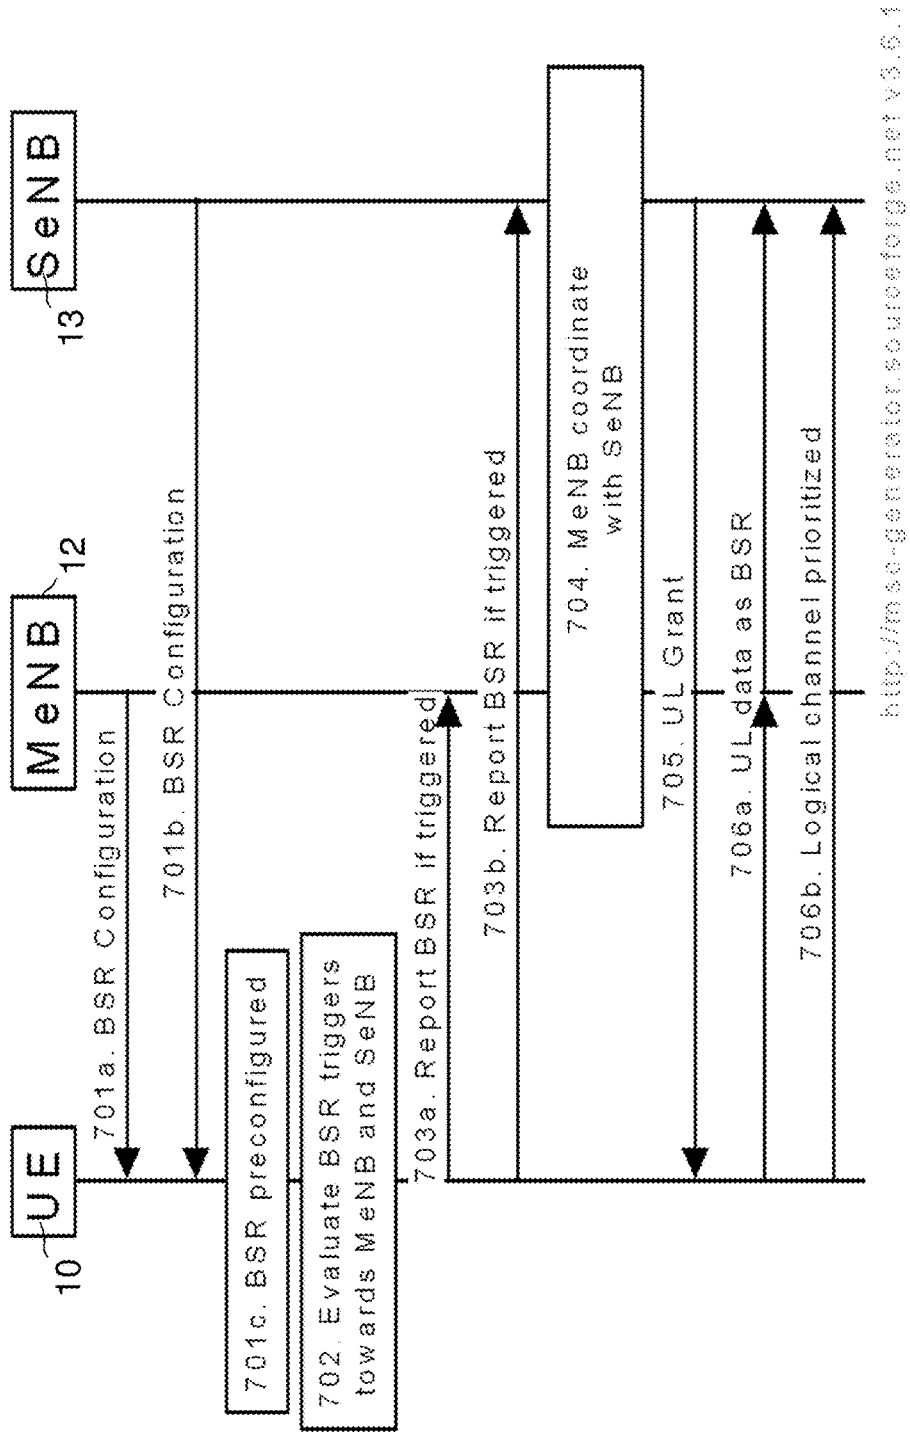 UE
10
MeNB
12
SeNB
13
701a. BSR Configuration
701b. BSR Configuration
701c. BSR preconfigured
702. Evaluate BSR triggers
towards MeNB and SeNB
703a. Report BSR if triggered
703b. Report BSR if triggered
704. MeNB coordinate
with SeNB
705. UL Grant
706a. UL data as BSR
706b. Logical channel prioritized
http://msc-generator.sourceforge.net v3.6.1